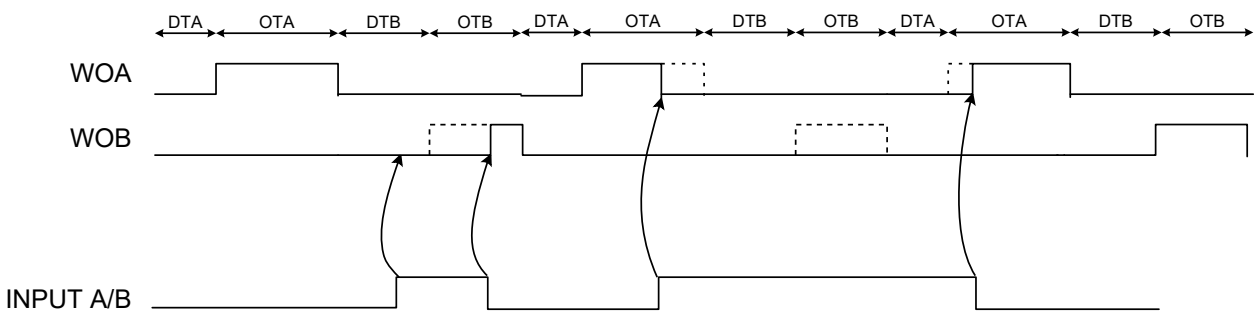 DTA OTA DTB OTB DTA OTA DTB OTB DTA OTA DTB OTB
WOA
WOB
INPUT A/B